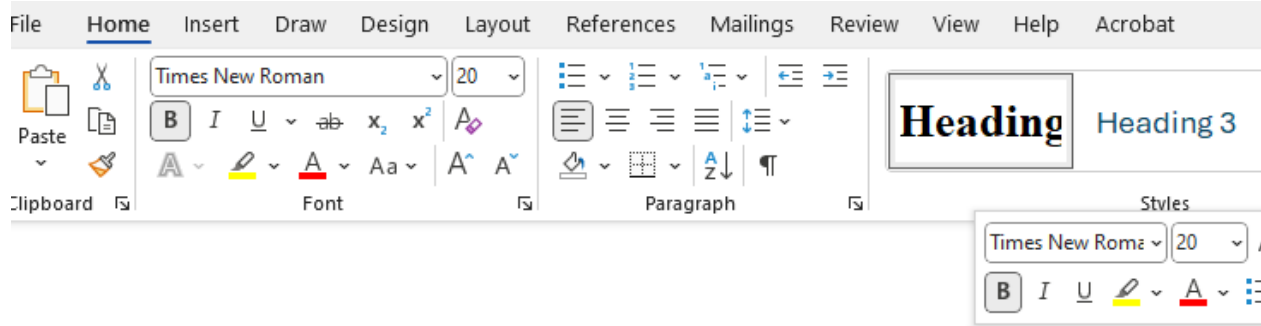 File Home Insert Draw Design Layout References Mailings Review View Help Acrobat
Times New Roman 20
Paste
B I U ab x₂ x² A
A A Aa A A A Z
Heading Heading 3
Clipboard Font Paragraph Styles
Times New Roma 20
B I U A